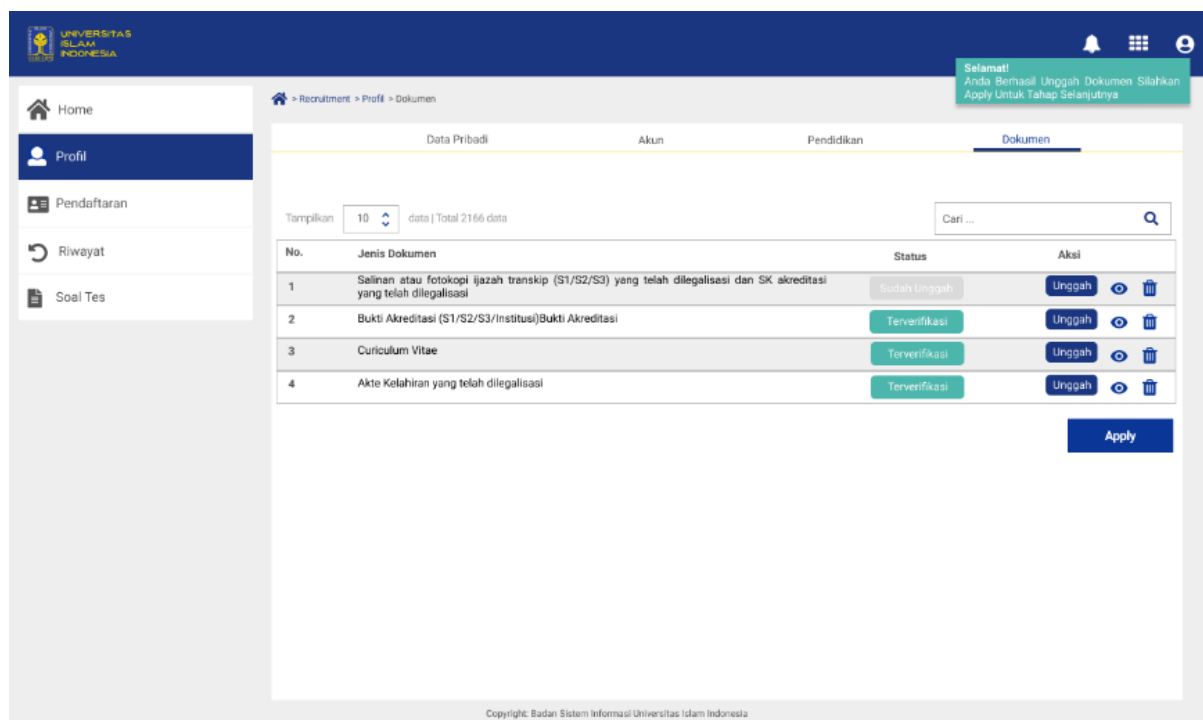 UNIVERSITAS
ISLAM
INDONESIA
Selamat!
Anda Berhasil Unggah Dokumen Silahkan
Apply Untuk Tahap Selanjutnya
> Recruitment > Profil > Dokumen
Home
Profil
Pendaftaran
Riwayat
Soal Tes
Data Pribadi Akun Pendidikan Dokumen
Tampilkan 10 data | Total 2166 data Cari ...
No. Jenis Dokumen Status Aksi
1 Salinan atau fotokopi ijazah transkip (S1/S2/S3) yang telah dilegalisasi dan SK akreditasi
yang telah dilegalisasi Sudah Unggah Unggah
2 Bukti Akreditasi (S1/S2/S3/Institusi)Bukti Akreditasi Terverifikasi Unggah
3 Curiculum Vitae Terverifikasi Unggah
4 Akte Kelahiran yang telah dilegalisasi Terverifikasi Unggah
Apply
Copyright: Badan Sistem Informasi Universitas Islam Indonesia